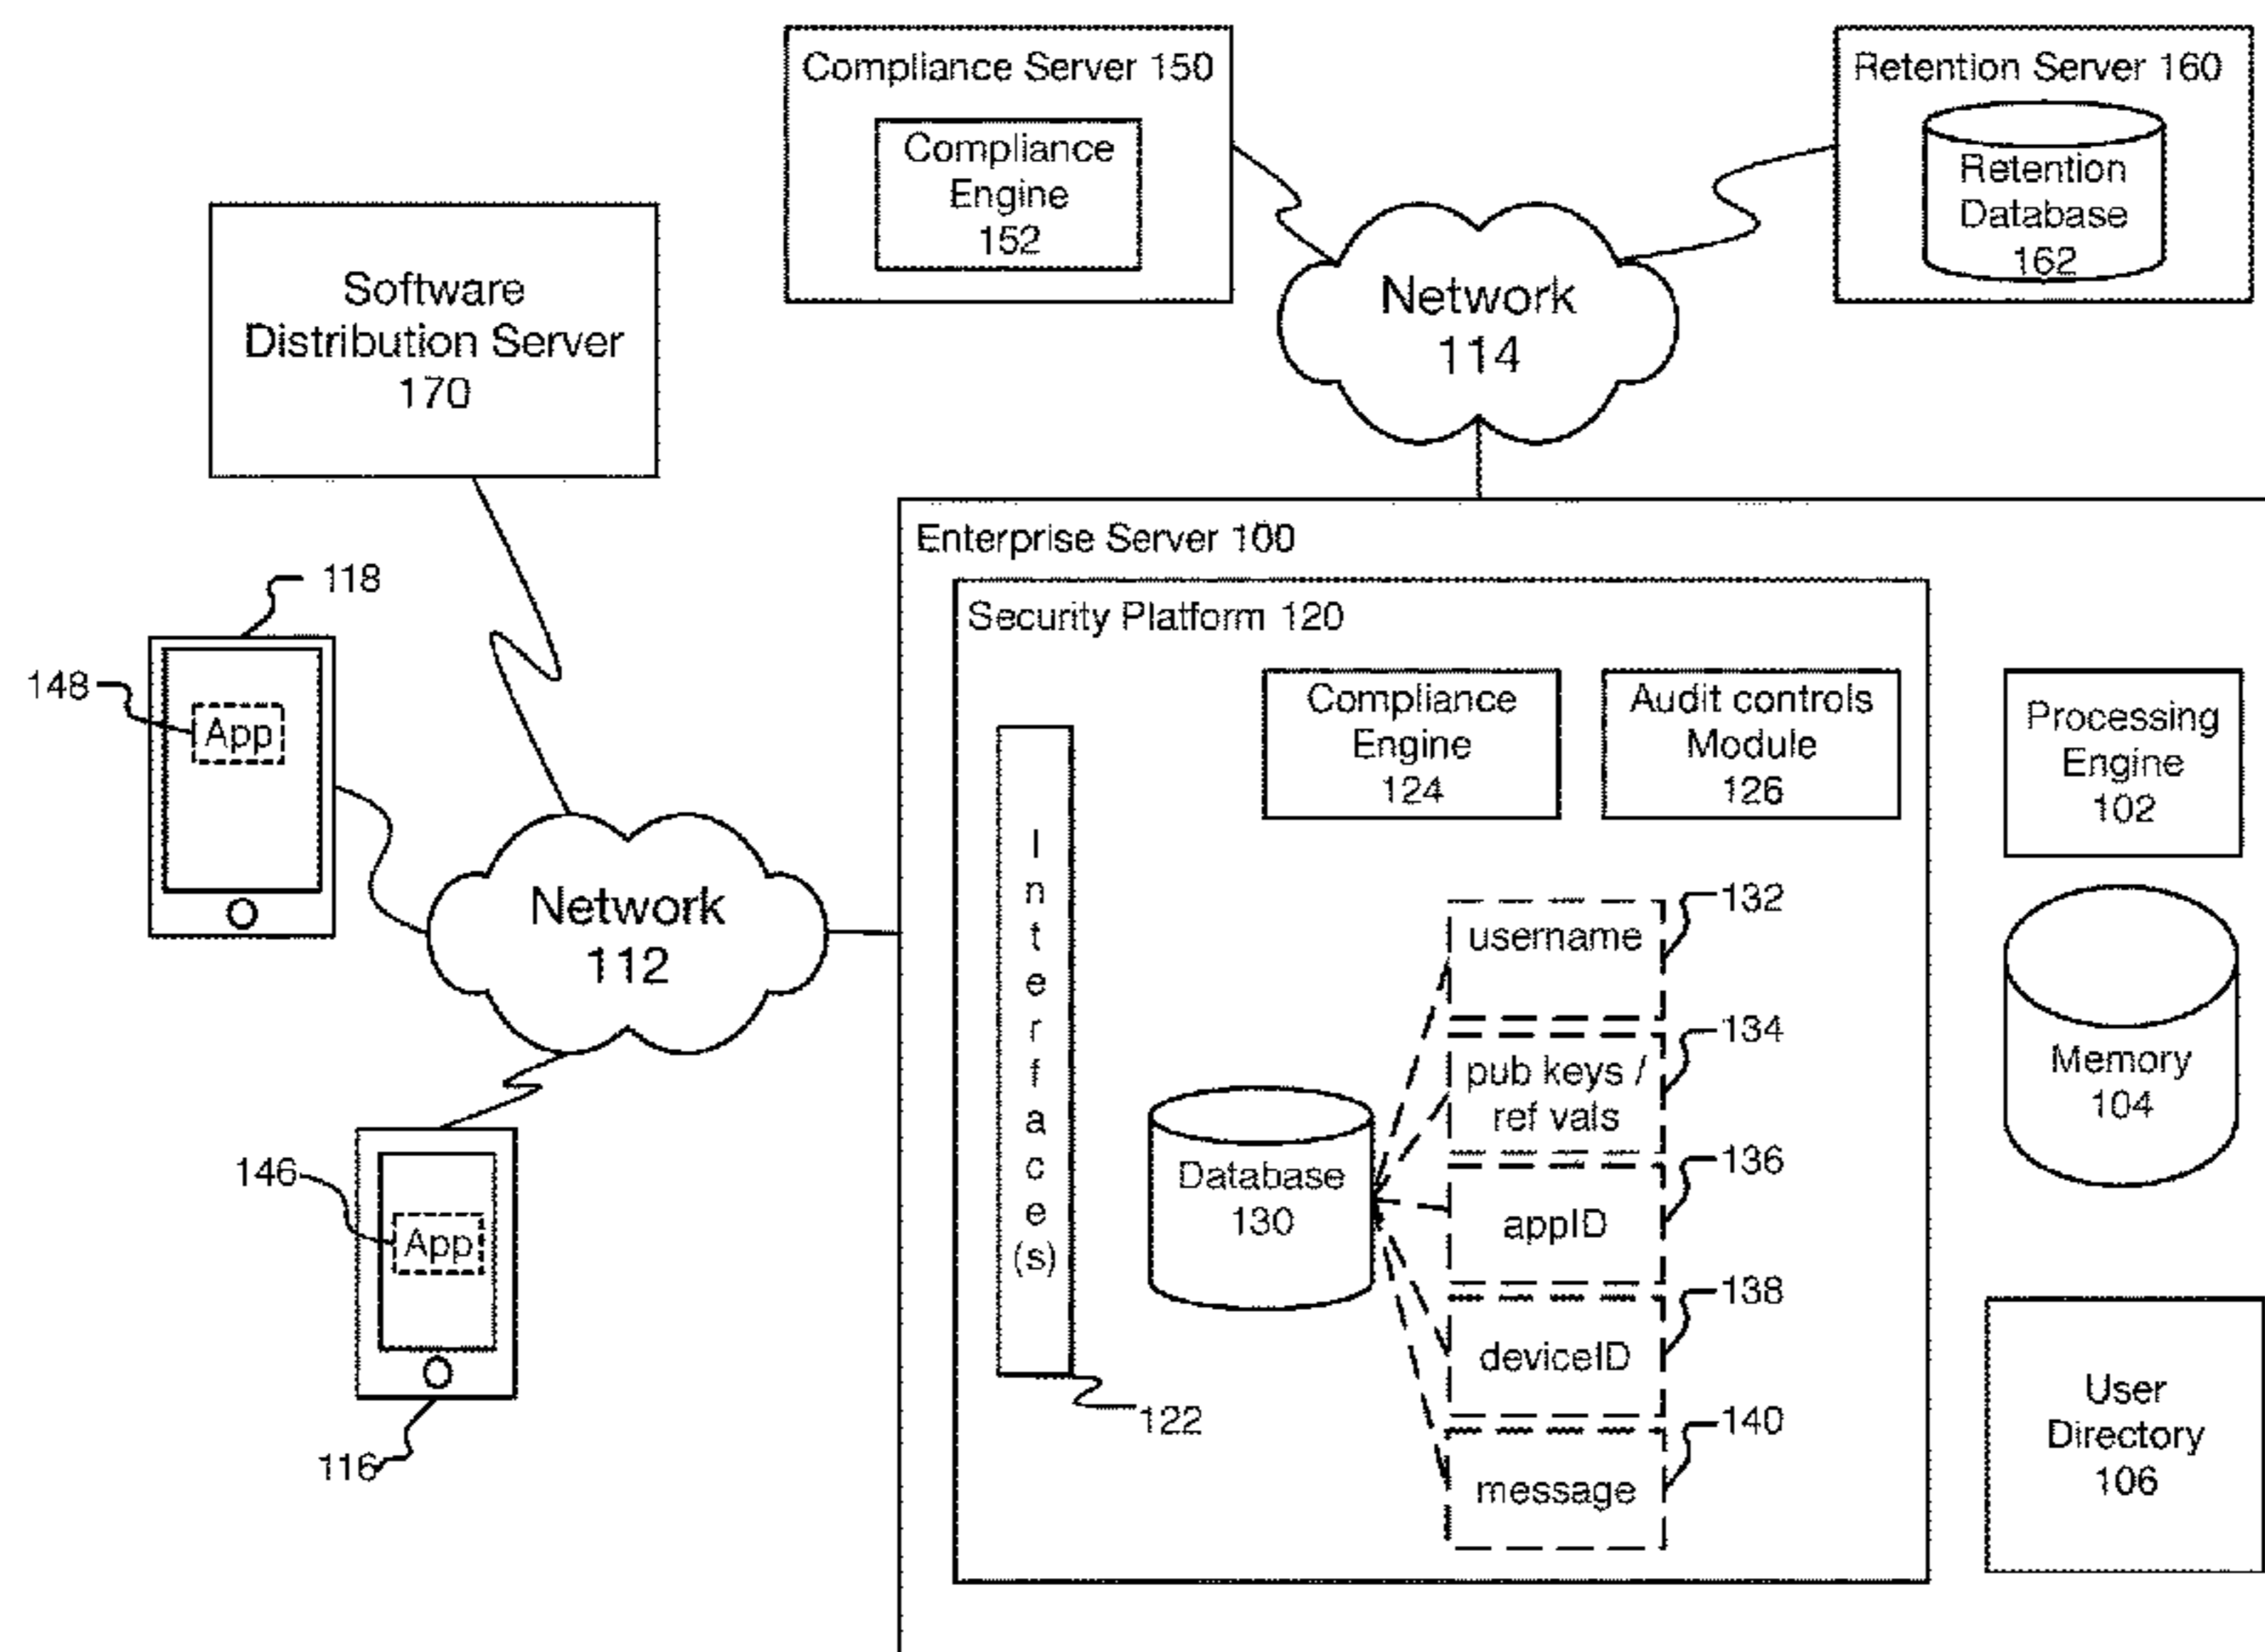 Compliance Server 150
Compliance
Engine
152
Retention Server 160
Retention
Database
162
Software
Distribution Server
170
Network
114
Enterprise Server 100
Security Platform 120
118
148
App
Compliance
Engine
124
Audit controls
Module
126
Processing
Engine
102
Interface(s)
Network
112
username
132
pub keys /
ref vals
134
Memory
104
146
App
Database
130
appID
136
deviceID
138
122
message
140
User
Directory
106
116